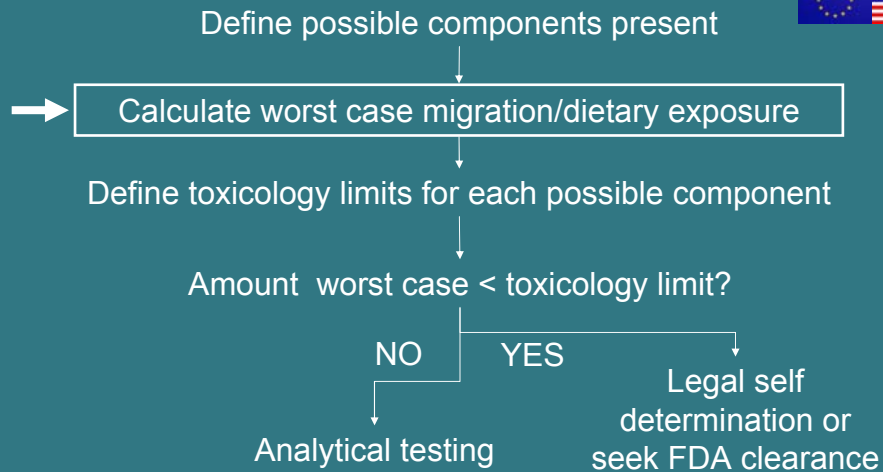 Define possible components present
Calculate worst case migration/dietary exposure
Define toxicology limits for each possible component
Amount worst case < toxicology limit?
NO
YES
Legal self
determination or
seek FDA clearance
Analytical testing